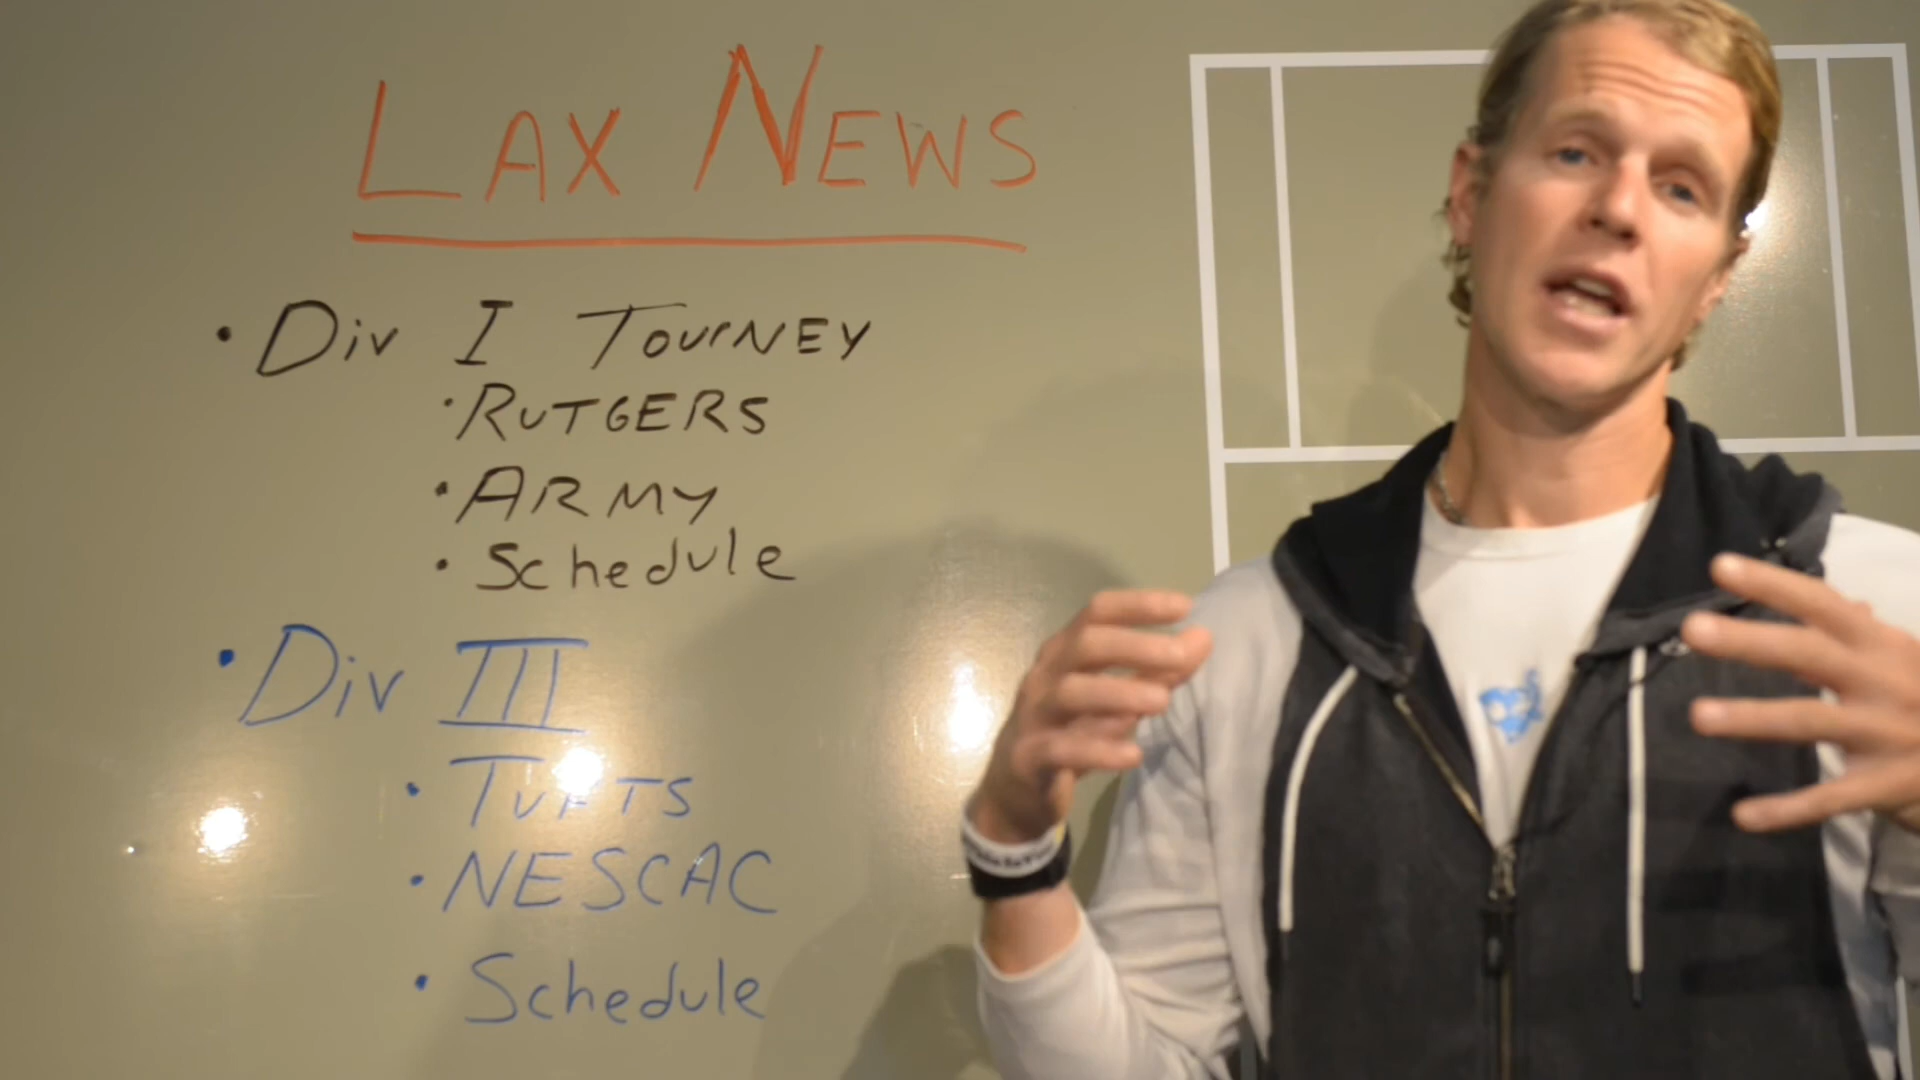 LAX NEWS
• Div I TOURNEY
• RUTGERS
• ARMY
• Schedule
• Div III
• TUFTS
• NESCAC
• Schedule